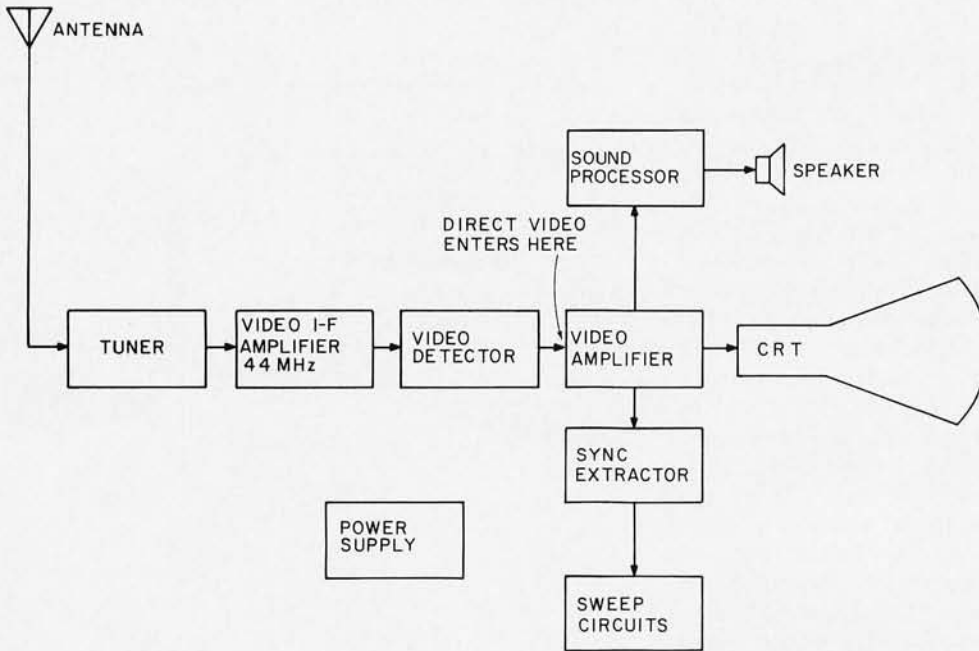 ANTENNA
SOUND
PROCESSOR
SPEAKER
DIRECT VIDEO
ENTERS HERE
TUNER
VIDEO I-F
AMPLIFIER
44 MHz
VIDEO
DETECTOR
VIDEO
AMPLIFIER
CRT
SYNC
EXTRACTOR
POWER
SUPPLY
SWEEP
CIRCUITS